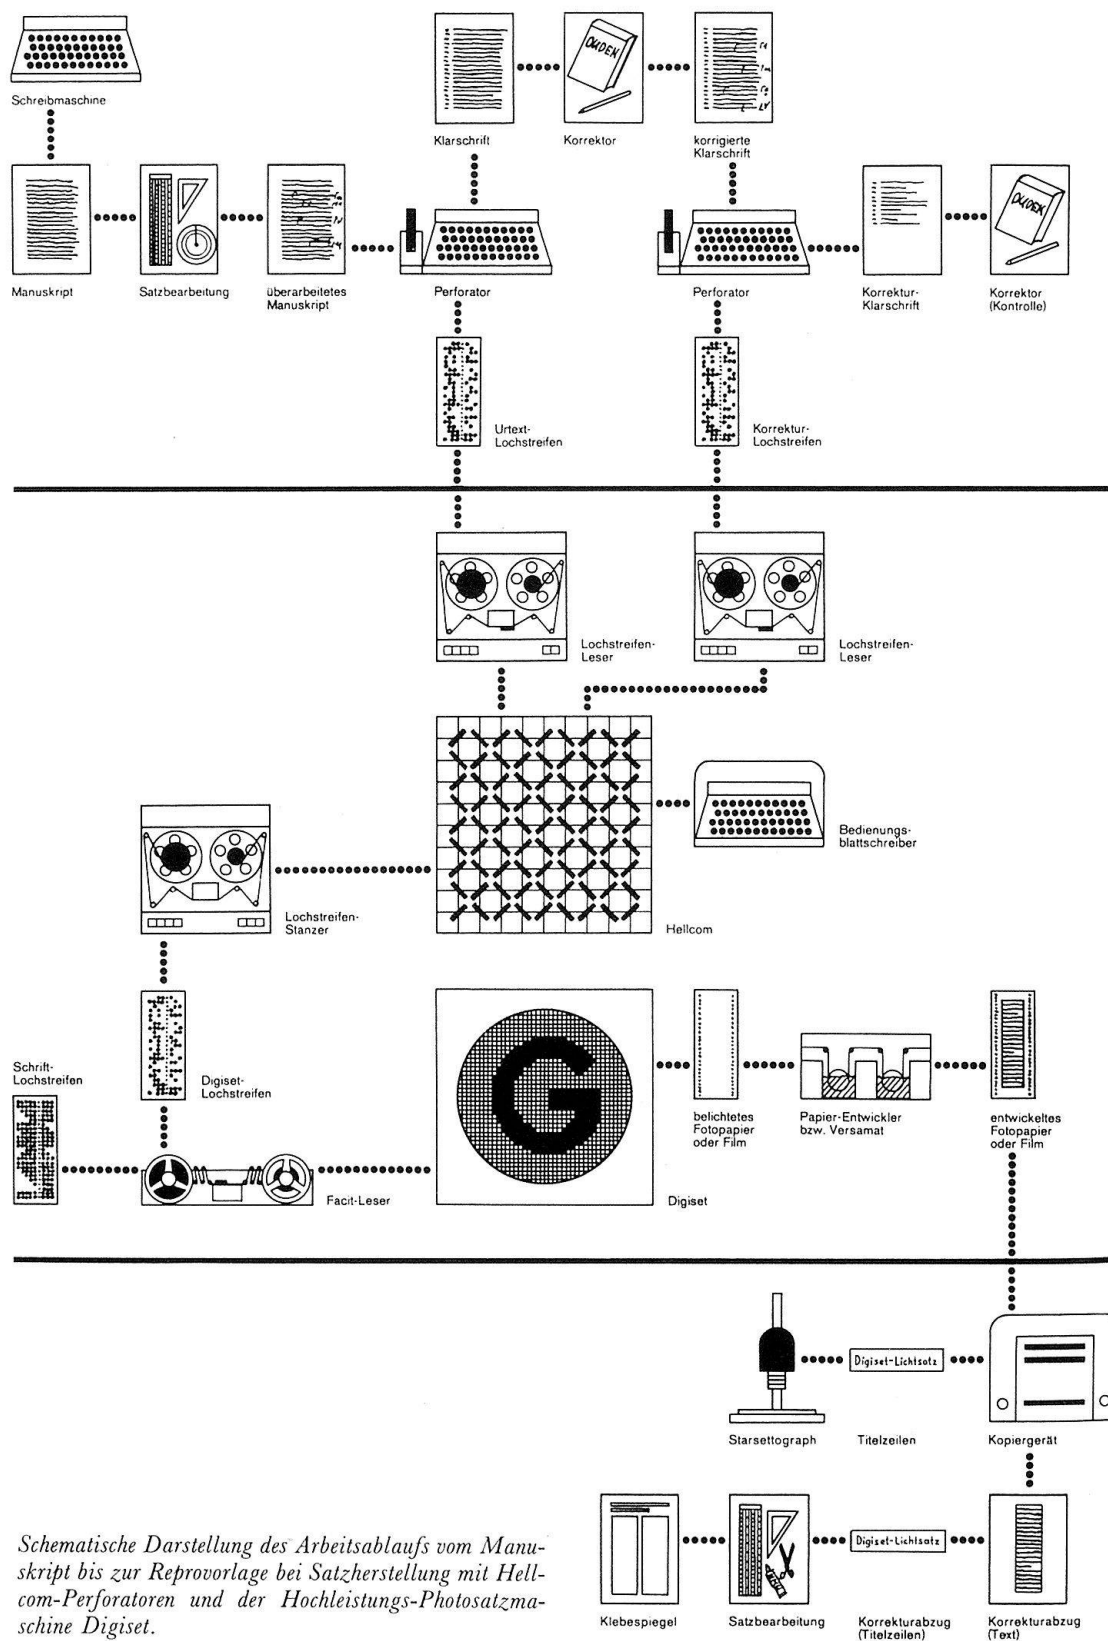 DUDEN
Schreibmaschine
Klarschrift
Korrektor
korrigierte
Klarschrift
DUDEN
Manuskript
Satzbearbeitung
überarbeitetes
Manuskript
Perforator
Perforator
Korrektur-
Klarschrift
Korrektor
(Kontrolle)
Urtext-
Lochstreifen
Korrektur-
Lochstreifen
Lochstreifen-
Leser
Lochstreifen-
Leser
Bedienungs-
blattschreiber
Lochstreifen-
Stanzer
Hellcom
Schrift-
Lochstreifen
Digiset-
Lochstreifen
G
belichtetes
Fotopapier
oder Film
Papier-Entwickler
bzw. Versamat
entwickeltes
Fotopapier
oder Film
Facit-Leser
Digiset
Digiset-Lichtsatz
Starsettograph
Titelzeilen
Kopiergerät
Digiset-Lichtsatz
Klebespiegel
Satzbearbeitung
Korrekturabzug
(Titelzeilen)
Korrekturabzug
(Text)
Schematische Darstellung des Arbeitsablaufs vom Manu-
skript bis zur Reprovorlage bei Satzherstellung mit Hell-
com-Perforatoren und der Hochleistungs-Photosatzma-
schine Digiset.